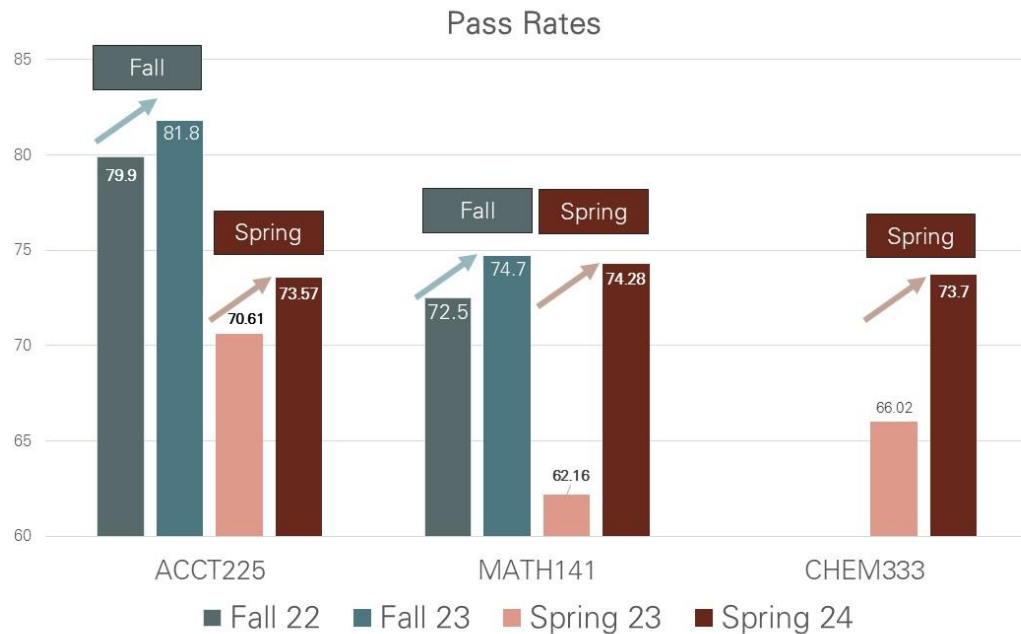 Pass Rates
85
80
75
70
65
60
Fall
79.9
81.8
Spring
70.61
73.57
Fall
Spring
72.5
74.7
62.16
74.28
Spring
66.02
73.7
ACCT225 MATH141 CHEM333
Fall 22 Fall 23 Spring 23 Spring 24